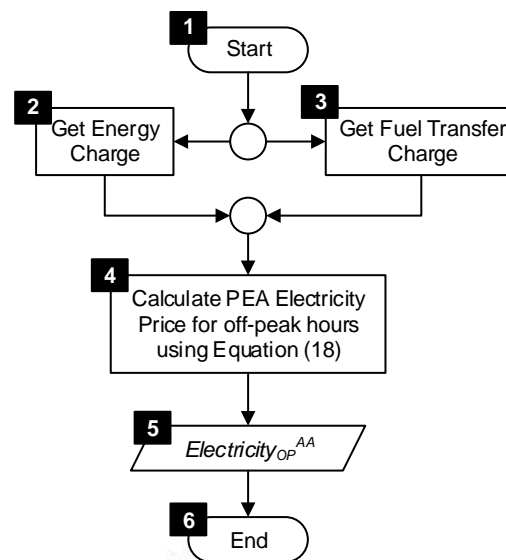 1
Start
2
Get Energy
Charge
3
Get Fuel Transfer
Charge
4
Calculate PEA Electricity
Price for off-peak hours
using Equation (18)
5
Electricity_OP^AA
6
End